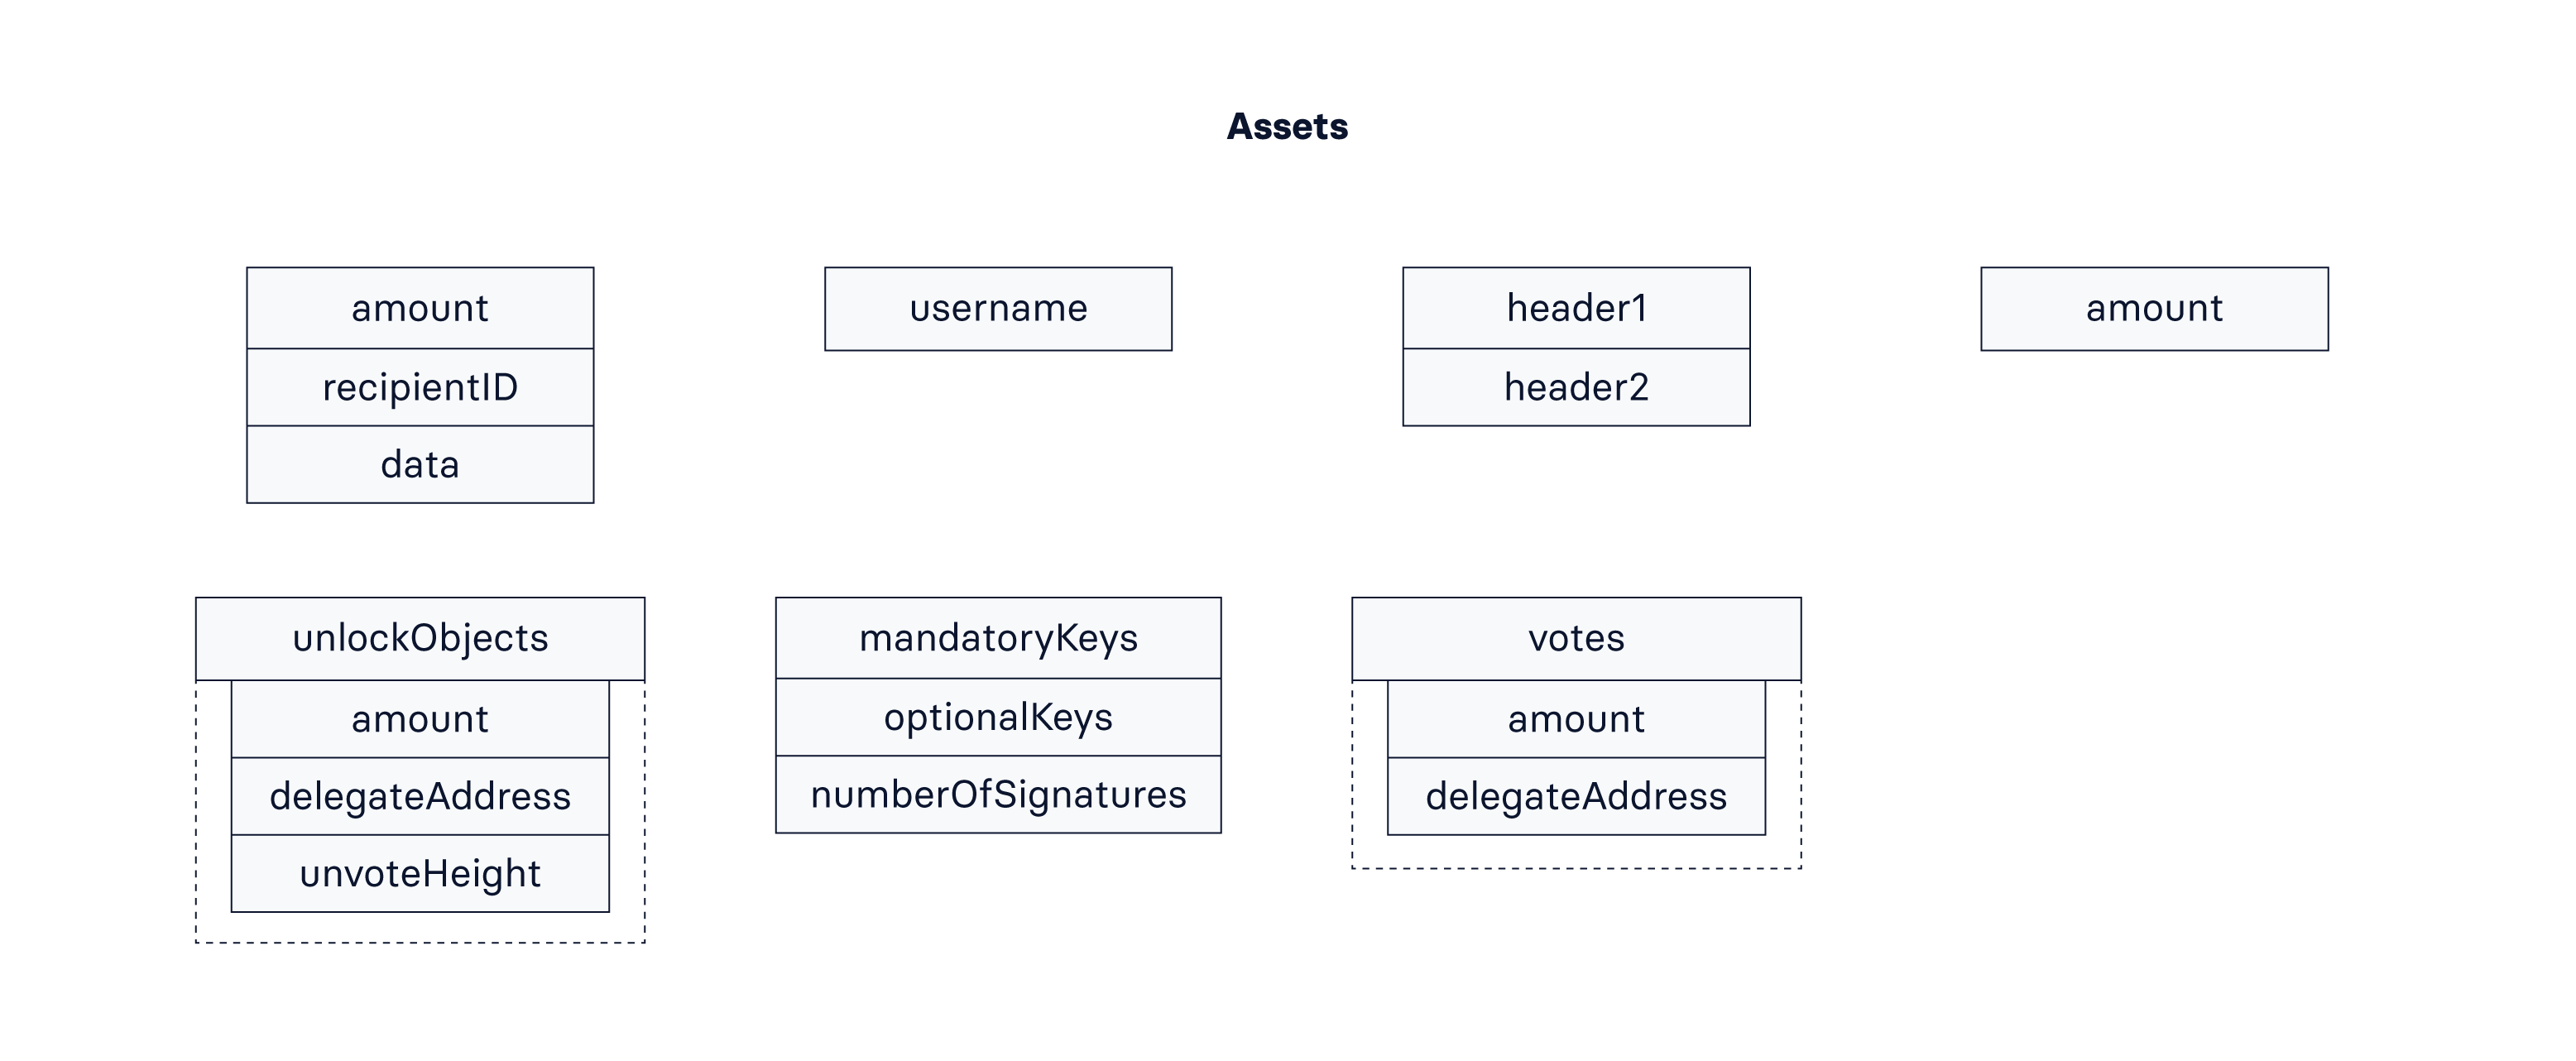 Assets
amount
recipientID
data
username
header1
header2
amount
unlockObjects
amount
delegateAddress
unvoteHeight
mandatoryKeys
optionalKeys
numberOfSignatures
votes
amount
delegateAddress